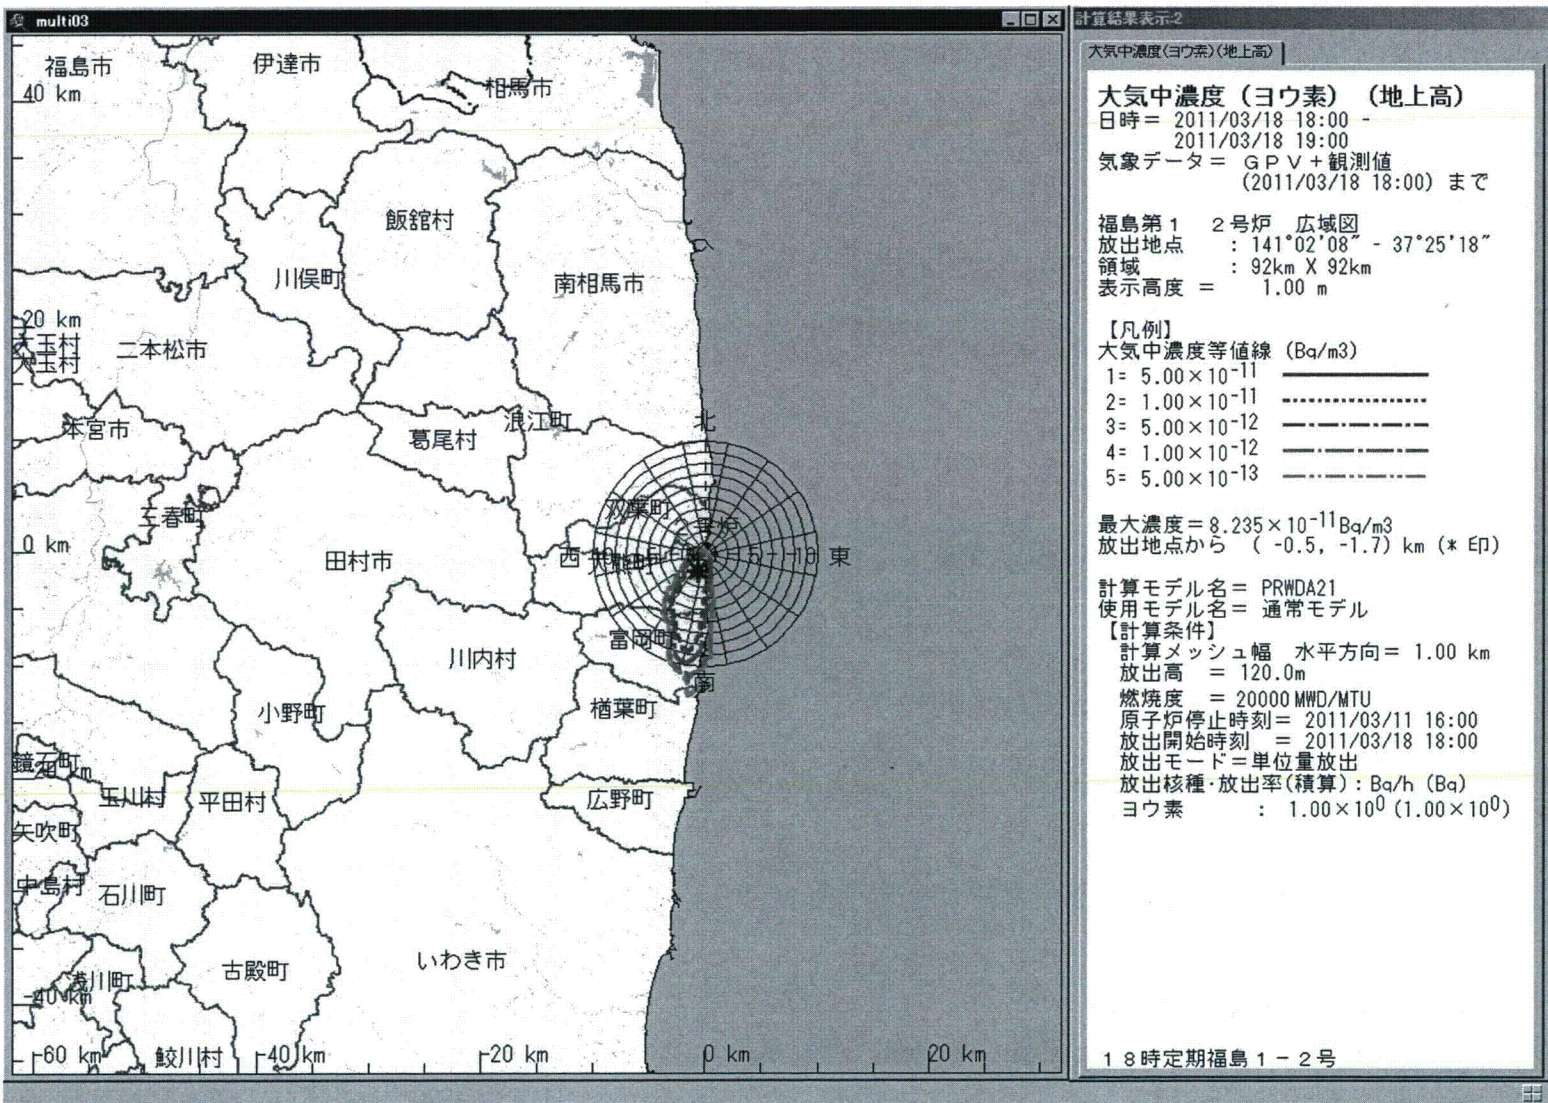 multi03
福島市
伊達市
相馬市
40 km
飯舘村
川俣町
南相馬市
20 km
大玉村
大玉村
二本松市
本宮市
葛尾村
浪江町
北
三春町
双葉町
0 km
田村市
西
東
富岡町
川内村
南
小野町
楢葉町
鏡石町
-20 km
玉川村
平田村
広野町
矢吹町
中島村
石川町
いわき市
古殿町
浅川町
-40 km
鮫川村
-60 km
-40 km
-20 km
0 km
20 km
計算結果表示-2
大気中濃度(ヨウ素)(地上高)
大気中濃度(ヨウ素) (地上高)
日時= 2011/03/18 18:00 -
2011/03/18 19:00
気象データ= GPV+観測値
(2011/03/18 18:00) まで
福島第1 2号炉 広域図
放出地点 : 141°02'08" - 37°25'18"
領域 : 92km X 92km
表示高度 = 1.00 m
【凡例】
大気中濃度等値線 (Bq/m3)
1= 5.00×10-11
2= 1.00×10-11
3= 5.00×10-12
4= 1.00×10-12
5= 5.00×10-13
最大濃度=8.235×10-11Bq/m3
放出地点から ( -0.5, -1.7) km (* 印)
計算モデル名= PRWDA21
使用モデル名= 通常モデル
【計算条件】
計算メッシュ幅 水平方向= 1.00 km
放出高 = 120.0m
燃焼度 = 20000MWD/MTU
原子炉停止時刻= 2011/03/11 16:00
放出開始時刻 = 2011/03/18 18:00
放出モード=単位量放出
放出核種・放出率(積算):Bq/h (Bq)
ヨウ素 : 1.00×100 (1.00×100)
18時定期福島1-2号